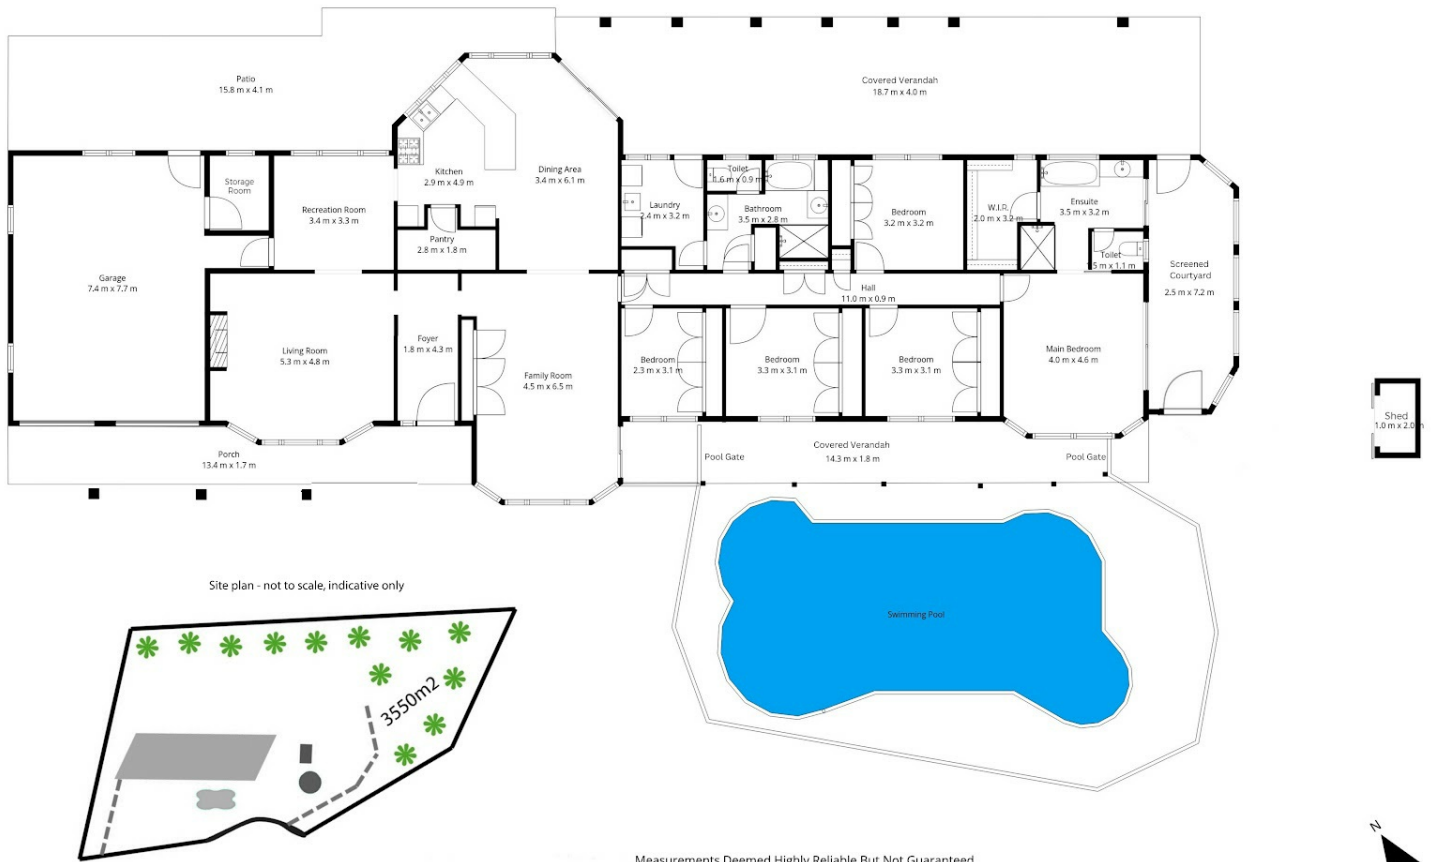 Patio
15.8 m x 4.1 m
Covered Verandah
18.7 m x 4.0 m
Storage
Room
Kitchen
2.9 m x 4.9 m
Dining Area
3.4 m x 6.1 m
Toilet
1.6 m x 0.9 m
Recreation Room
3.4 m x 3.3 m
Laundry
2.4 m x 3.2 m
Bathroom
3.5 m x 2.8 m
Bedroom
3.2 m x 3.2 m
W.I.R.
2.0 m x 3.2 m
Ensuite
3.5 m x 3.2 m
Pantry
2.8 m x 1.8 m
Toilet
1.5 m x 1.1 m
Screened
Courtyard
2.5 m x 7.2 m
Garage
7.4 m x 7.7 m
Hall
11.0 m x 0.9 m
Living Room
5.3 m x 4.8 m
Foyer
1.8 m x 4.3 m
Family Room
4.5 m x 6.5 m
Bedroom
2.3 m x 3.1 m
Bedroom
3.3 m x 3.1 m
Bedroom
3.3 m x 3.1 m
Main Bedroom
4.0 m x 4.6 m
Shed
1.0 m x 2.0 m
Porch
13.4 m x 1.7 m
Pool Gate
Covered Verandah
14.3 m x 1.8 m
Pool Gate
Swimming Pool
Site plan - not to scale, indicative only
3550m2
N
Measurements Deemed Highly Reliable But Not Guaranteed